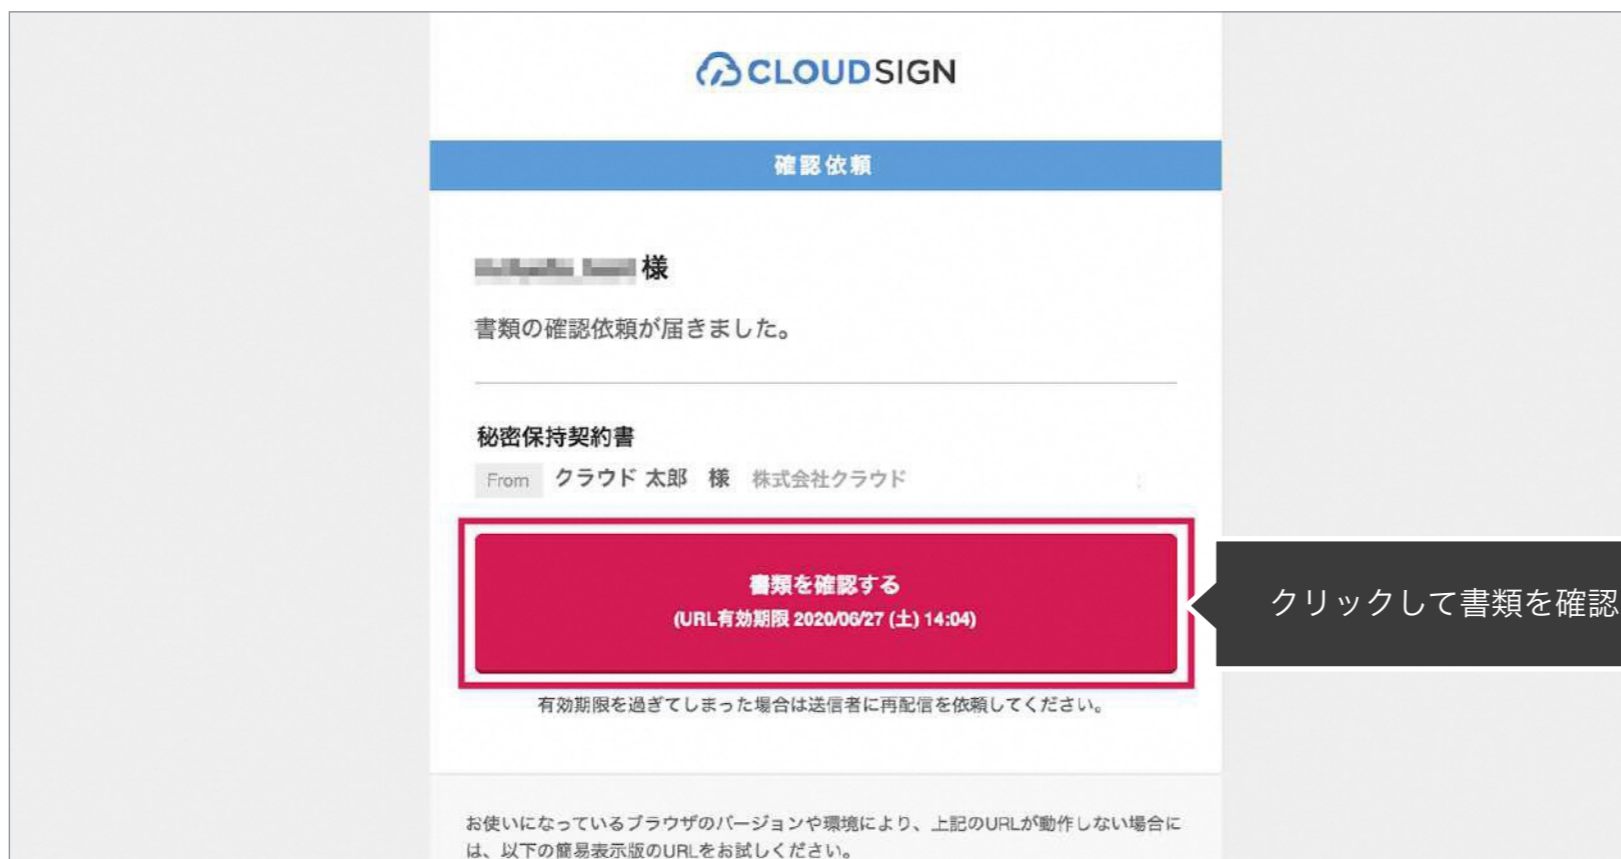 CLOUDSIGN
確認依頼
様
書類の確認依頼が届きました。
秘密保持契約書
From クラウド 太郎 様 株式会社クラウド
書類を確認する
(URL有効期限 2020/06/27 (土) 14:04)
クリックして書類を確認
有効期限を過ぎてしまった場合は送信者に再配信を依頼してください。
お使いになっているブラウザのバージョンや環境により、上記のURLが動作しない場合に
は、以下の簡易表示版のURLをお試しください。